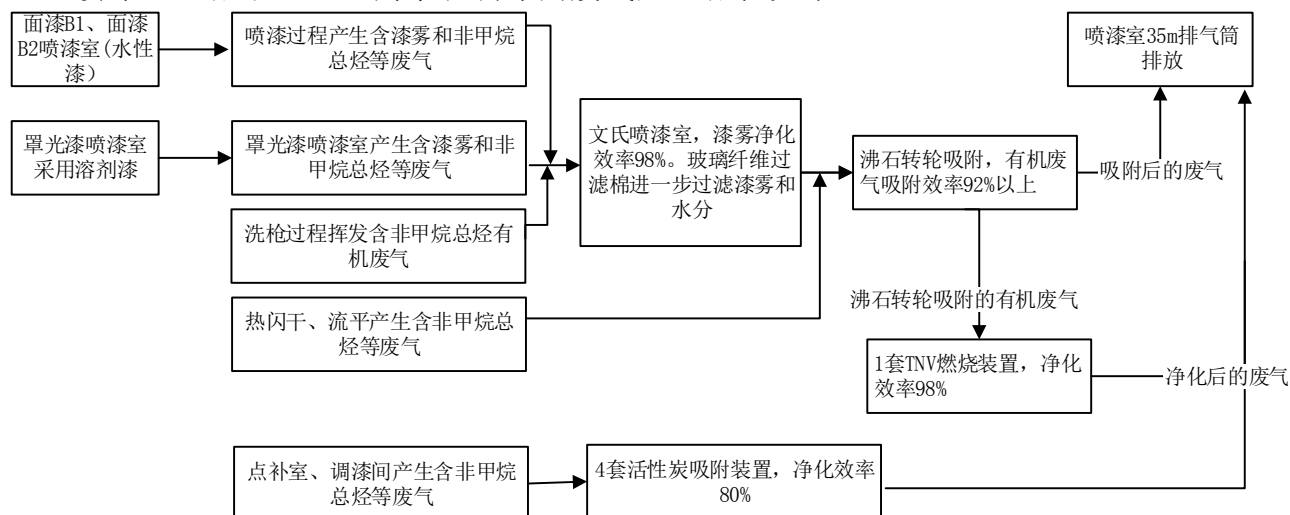 面漆B1、面漆
B2喷漆室(水性
漆）
喷漆过程产生含漆雾和非甲烷
总烃等废气
喷漆室35m排气筒
排放
罩光漆喷漆室
采用溶剂漆
罩光漆喷漆室产生含漆雾和非
甲烷总烃等废气
文氏喷漆室，漆雾净化
效率98%。玻璃纤维过
滤棉进一步过滤漆雾和
水分
沸石转轮吸附，有机废
气吸附效率92%以上
吸附后的废气
洗枪过程挥发含非甲烷总烃有
机废气
沸石转轮吸附的有机废气
热闪干、流平产生含非甲烷总
烃等废气
1套TNV燃烧装置，净化
效率98%
净化后的废气
点补室、调漆间产生含非甲烷
总烃等废气
4套活性炭吸附装置，净化效率
80%